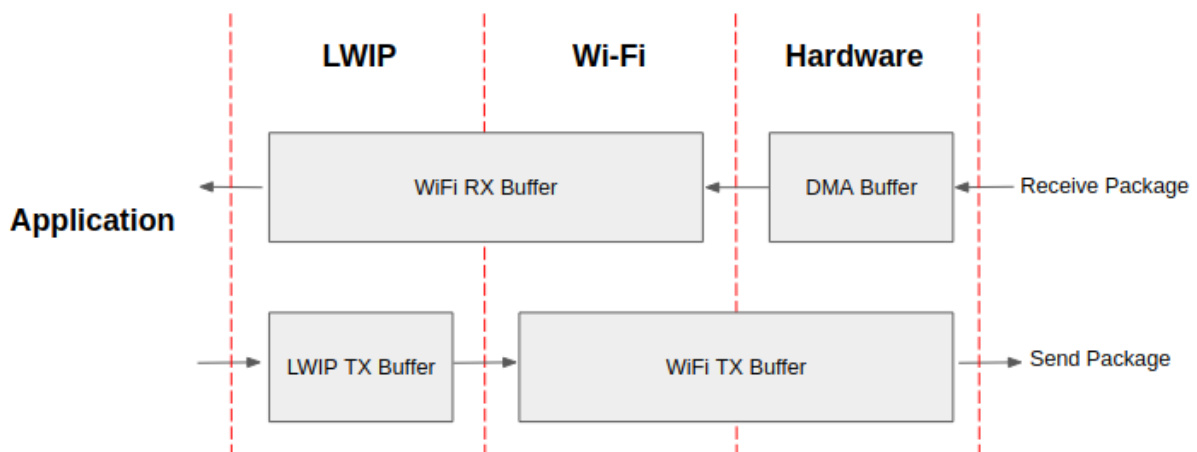 LWIP
Wi-Fi
Hardware
WiFi RX Buffer
DMA Buffer
Receive Package
Application
LWIP TX Buffer
WiFi TX Buffer
Send Package